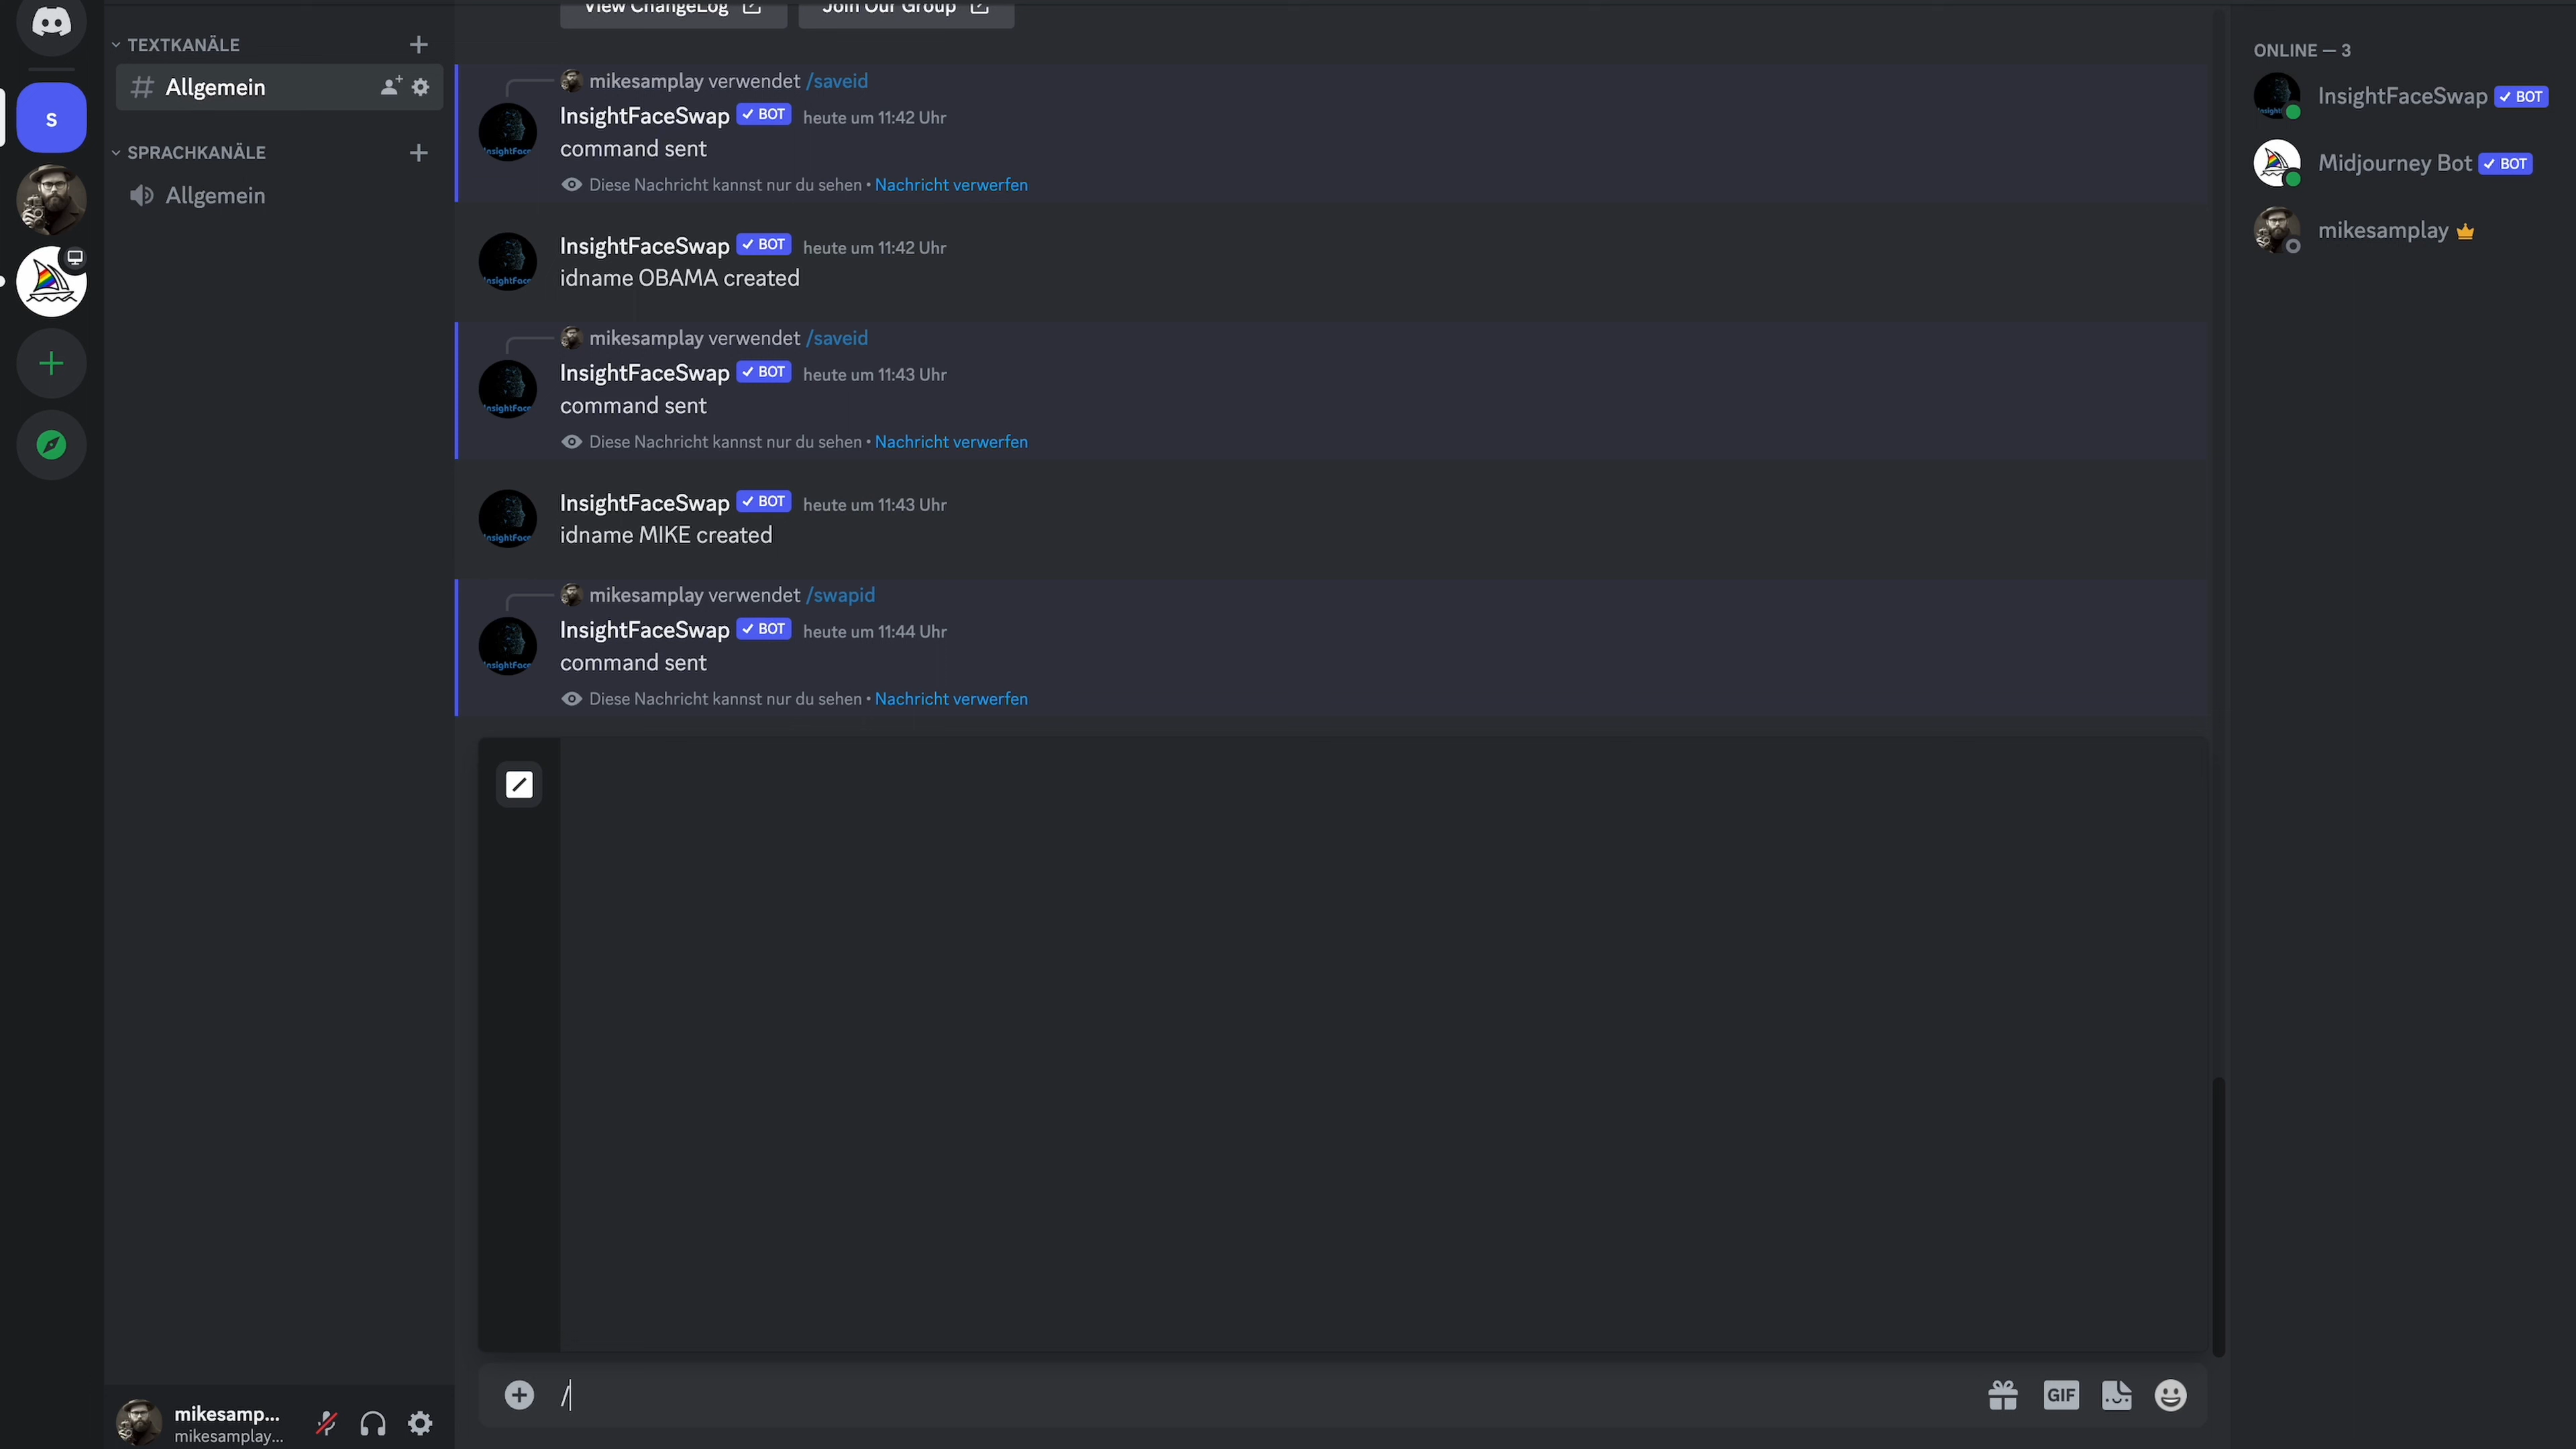 View ChangeLog
Join Our Group
TEXTKANÄLE
Allgemein
SPRACHKANÄLE
Allgemein
S
mikesamplay verwendet /saveid
InsightFaceSwap BOT heute um 11:42 Uhr
command sent
Diese Nachricht kannst nur du sehen • Nachricht verwerfen
InsightFaceSwap BOT heute um 11:42 Uhr
idname OBAMA created
mikesamplay verwendet /saveid
InsightFaceSwap BOT heute um 11:43 Uhr
command sent
Diese Nachricht kannst nur du sehen • Nachricht verwerfen
InsightFaceSwap BOT heute um 11:43 Uhr
idname MIKE created
mikesamplay verwendet /swapid
InsightFaceSwap BOT heute um 11:44 Uhr
command sent
Diese Nachricht kannst nur du sehen • Nachricht verwerfen
/
GIF
mikesamp...
mikesamplay...
ONLINE — 3
InsightFaceSwap BOT
Midjourney Bot BOT
mikesamplay